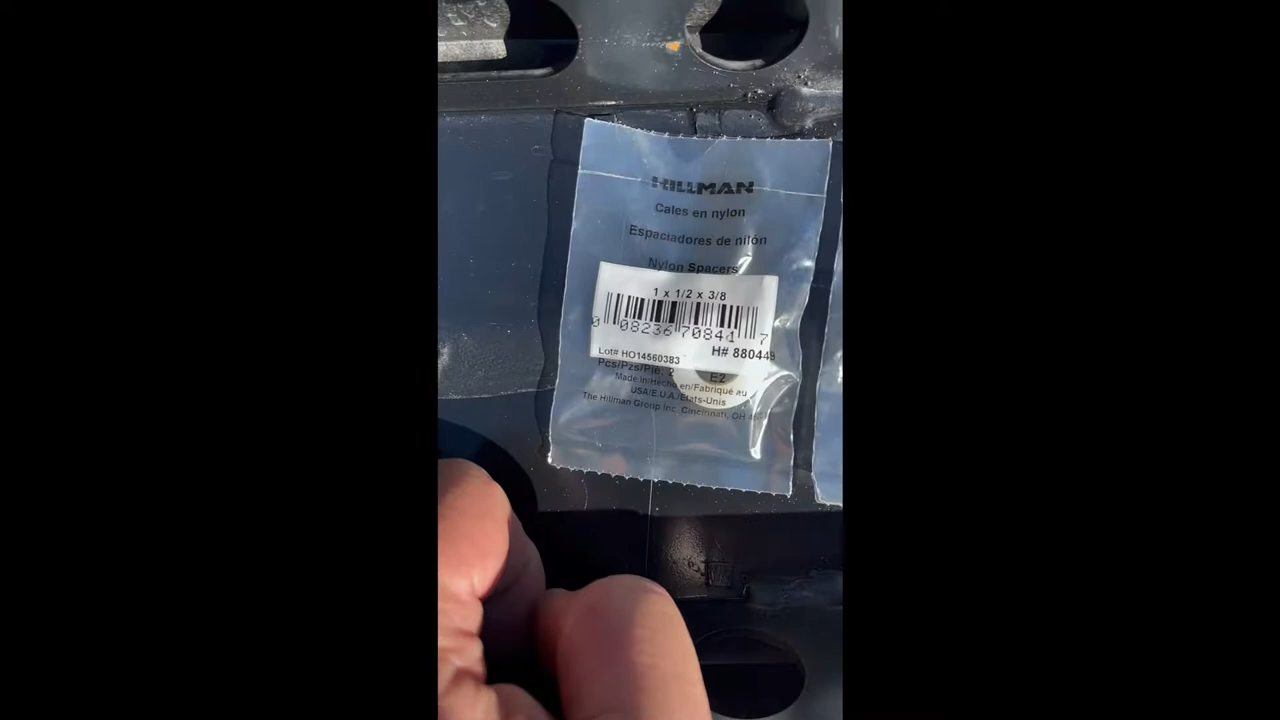 HILLMAN
Cales en nylon
Espaciadores de nilón
Nylon Spacers
1 x 1/2 x 3/8
0 08236 70841 7
Lot# HO14560383 H# 880449
Pcs/Pzs/Pie: 2 E2
Made in/Hecho en/Fabriqué au
USA/E.U.A./États-Unis
The Hillman Group Inc. Cincinnati, OH